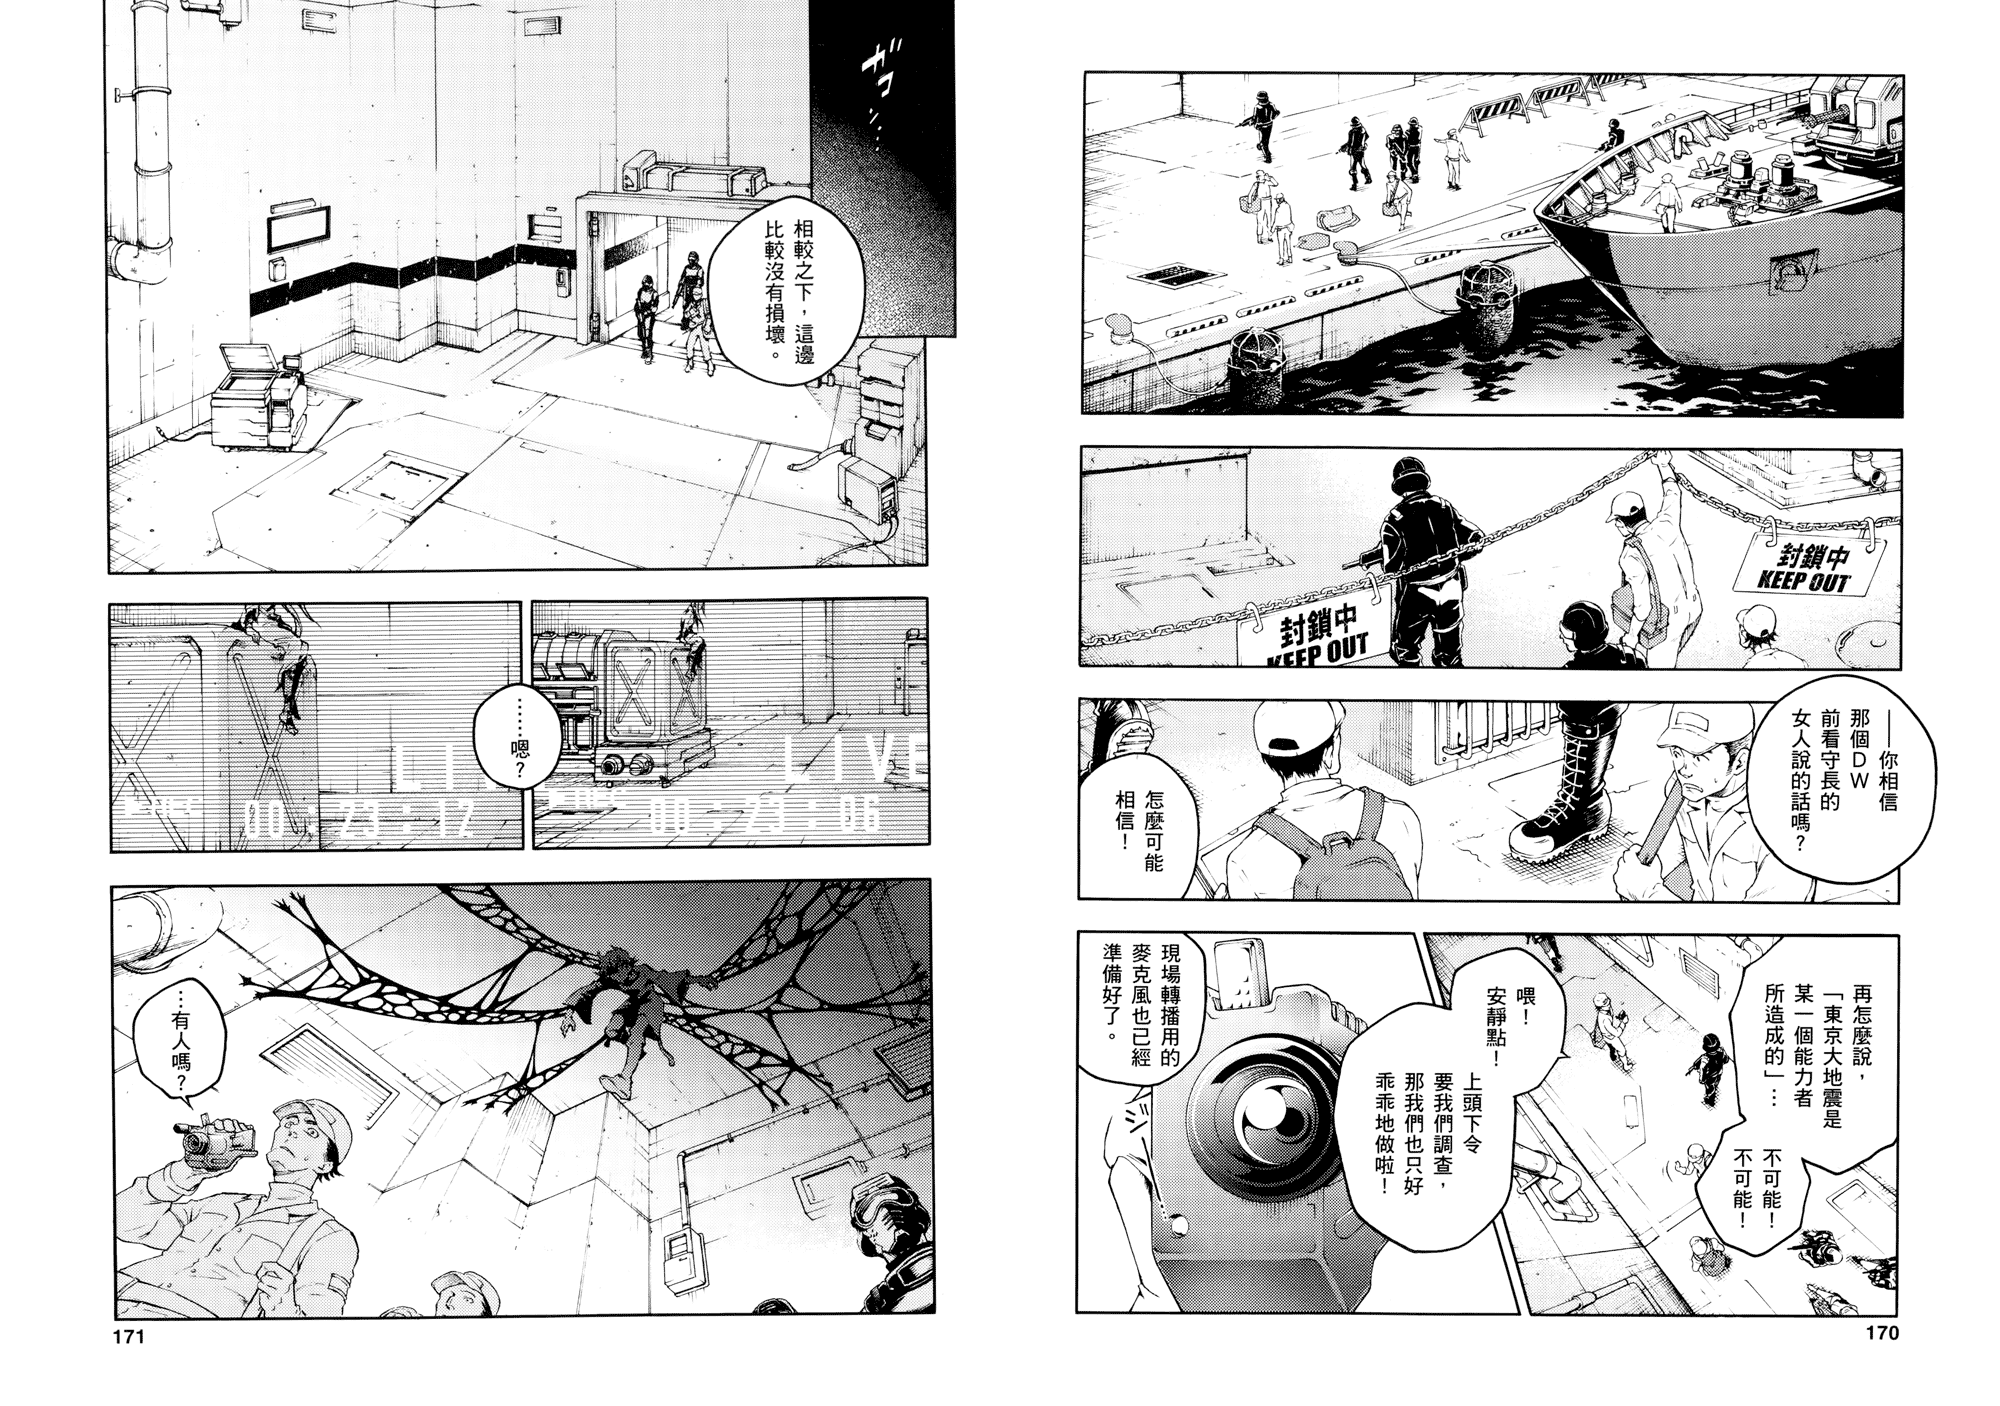 封鎖中
KEEP OUT
封鎖中
KEEP OUT
——你相信
那個DW
前看守長的
女人說的話嗎？
怎麼可能
相信！
再怎麼說，
「東京大地震是
某一個能力者
所造成的」…
不可能！
不可能！
喂！
安靜點！
上頭下令
要我們調查，
那我們也只好
乖乖地做啦！
現場轉播用的
麥克風也已經
準備好了。
ジジ…
170
ガコン…
相較之下，這邊
比較沒有損壞。
LIVE
00:23:06
……嗯？
00:23:12
…有人嗎？
171